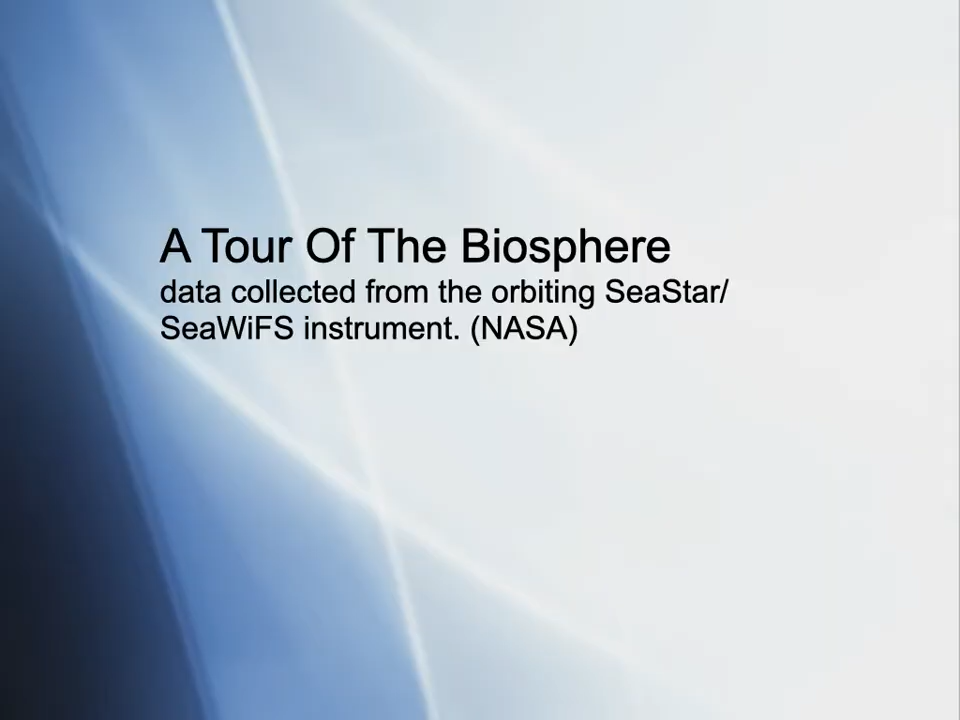 A Tour Of The Biosphere
data collected from the orbiting SeaStar/
SeaWiFS instrument. (NASA)